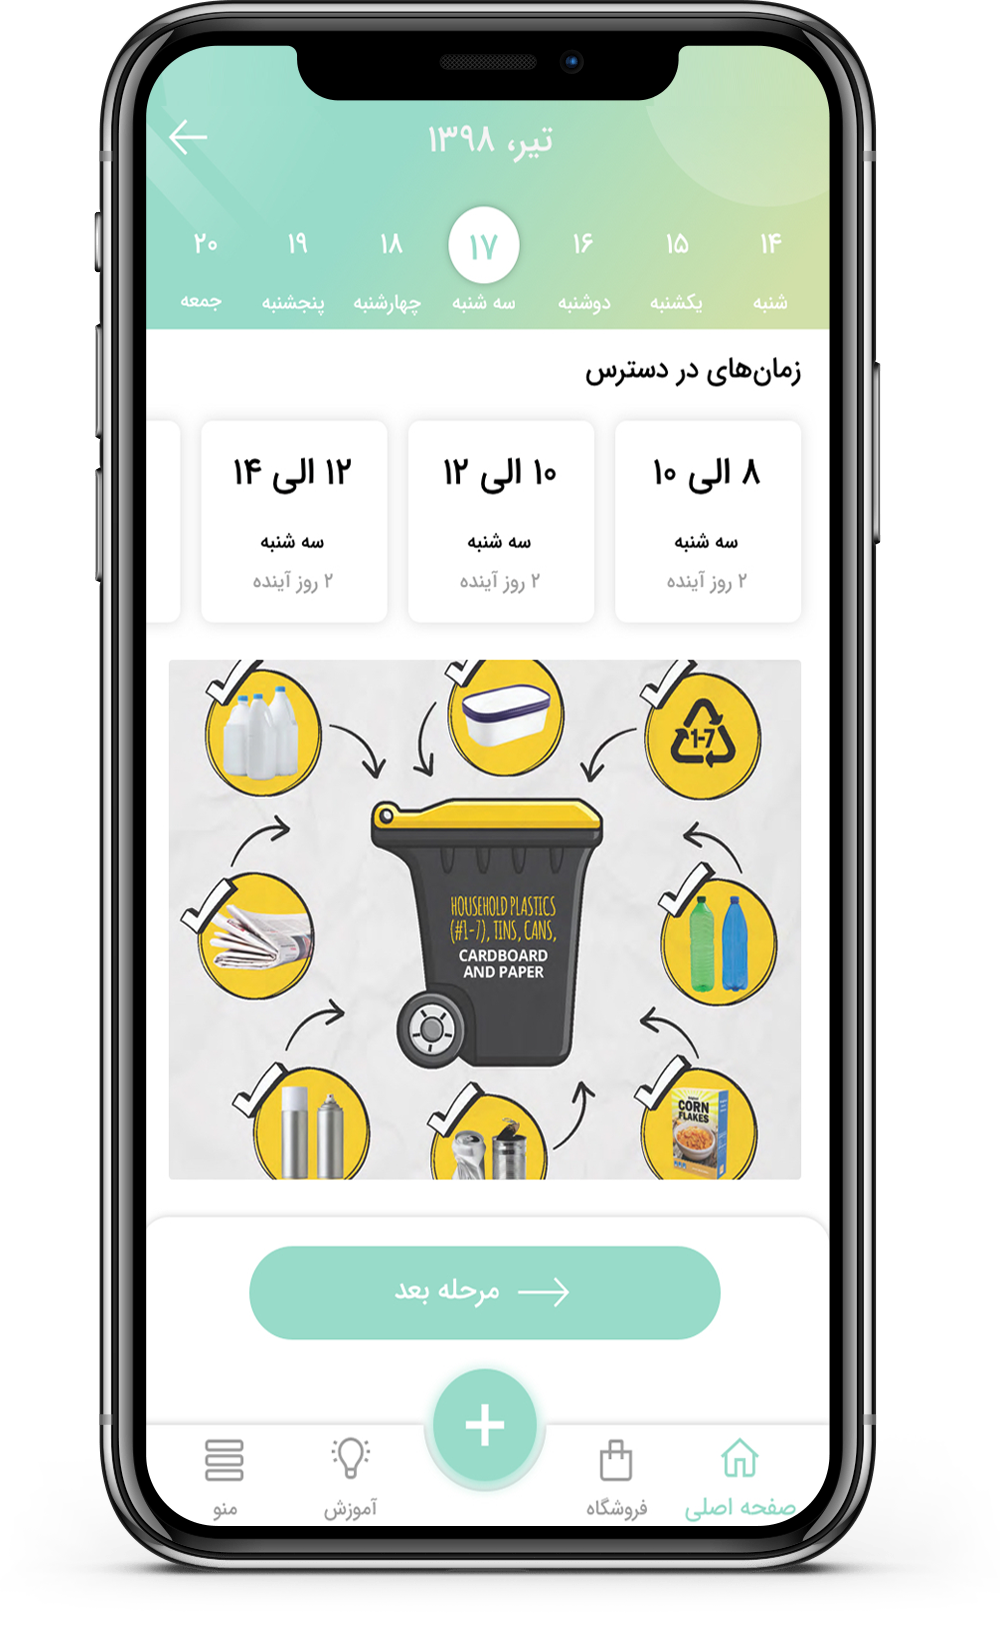 تیر، ۱۳۹۸
۱۴ ۱۵ ۱۶ ۱۷ ۱۸ ۱۹ ۲۰
شنبه یکشنبه دوشنبه سه شنبه چهارشنبه پنجشنبه جمعه
زمان‌های در دسترس
۸ الی ۱۰ ۱۰ الی ۱۲ ۱۲ الی ۱۴
سه شنبه سه شنبه سه شنبه
۲ روز آینده ۲ روز آینده ۲ روز آینده
1-7
HOUSEHOLD PLASTICS
(#1-7), TINS, CANS,
CARDBOARD
AND PAPER
CORN
FLAKES
مرحله بعد
صفحه اصلی فروشگاه آموزش منو